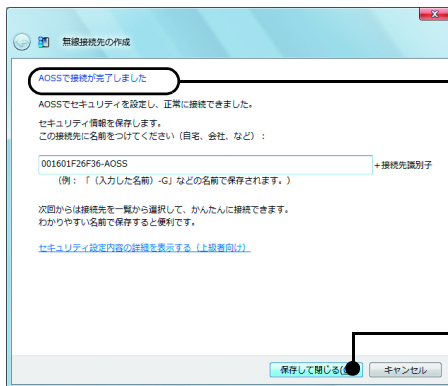 無線接続先の作成
AOSSで接続が完了しました
AOSSでセキュリティを設定し、正常に接続できました。
セキュリティ情報を保存します。
この接続先に名前をつけてください（自宅、会社、など）：
001601F26F36-AOSS
+接続先識別子
（例：「（入力した名前）-G」などの名前で保存されます。）
次回からは接続先を一覧から選択して、かんたんに接続できます。
わかりやすい名前で保存すると便利です。
セキュリティ設定内容の詳細を表示する（上級者向け）
保存して閉じる(
キャンセル